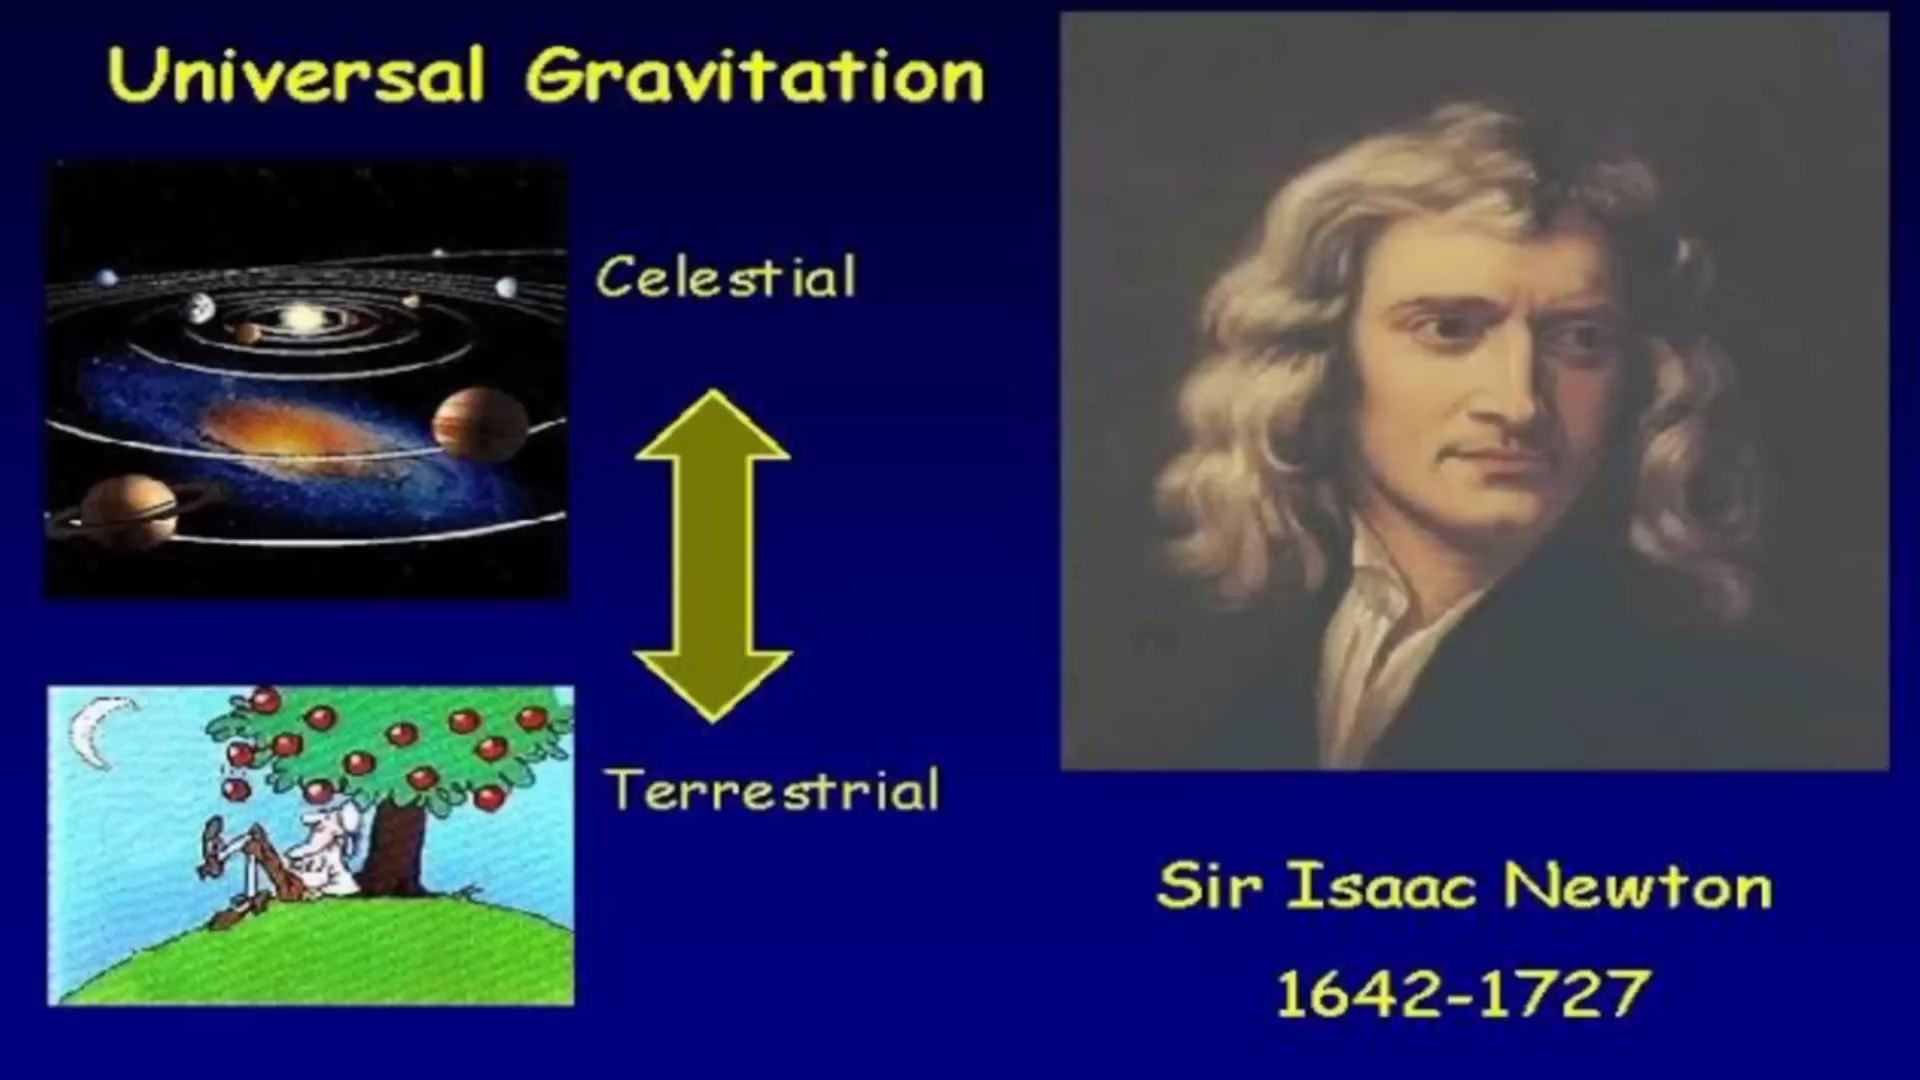 Universal Gravitation
Celestial
Terrestrial
Sir Isaac Newton
1642-1727